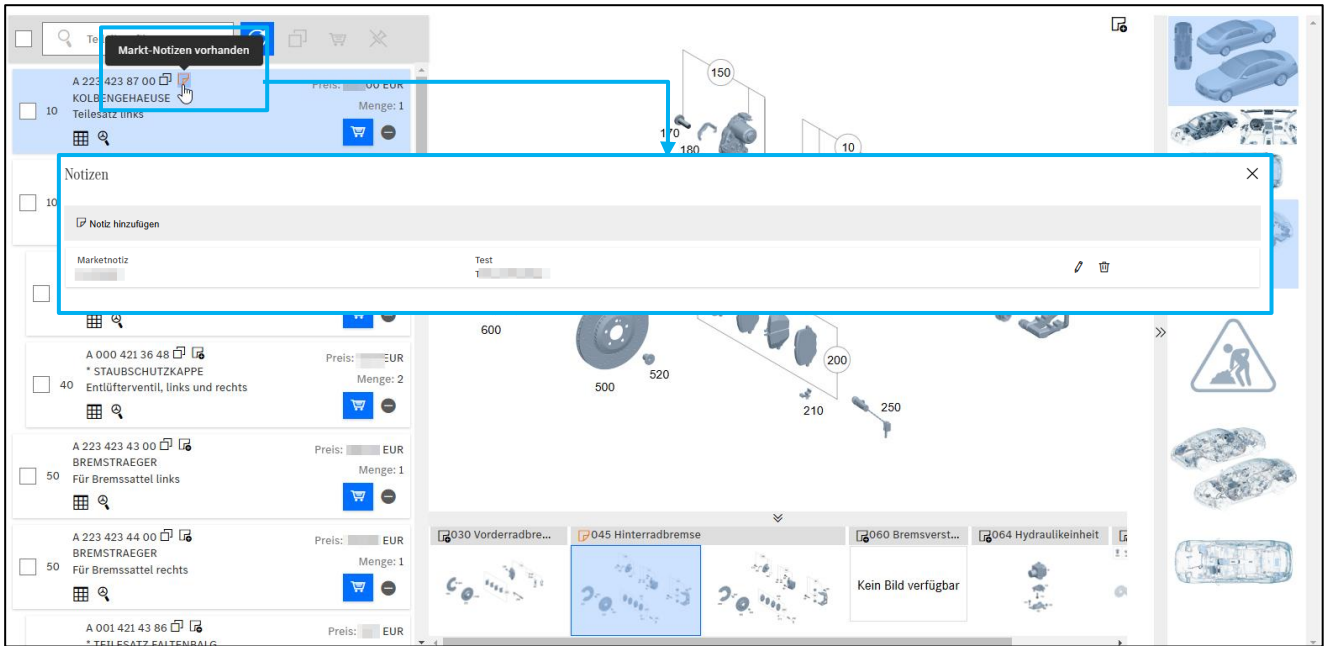 Markt-Notizen vorhanden
A 223 423 87 00
KOLBENGEHAEUSE
10 Teilesatz links
EUR
Menge: 1
10
Notizen
Notiz hinzufügen
Marketnotiz
Test
A 000 421 36 48
* STAUBSCHUTZKAPPE
40 Entlüfterventil, links und rechts
Preis: EUR
Menge: 2
A 223 423 43 00
BREMSTRAEGER
50 Für Bremssattel links
Preis: EUR
Menge: 1
A 223 423 44 00
BREMSTRAEGER
50 Für Bremssattel rechts
Preis: EUR
Menge: 1
A 001 421 43 86
* TEILESATZ FALTENBALG
Preis: EUR
150
170
180
10
600
500
520
200
210
250
030 Vorderradbre...
045 Hinterradbremse
060 Bremsverst...
064 Hydraulikeinheit
Kein Bild verfügbar